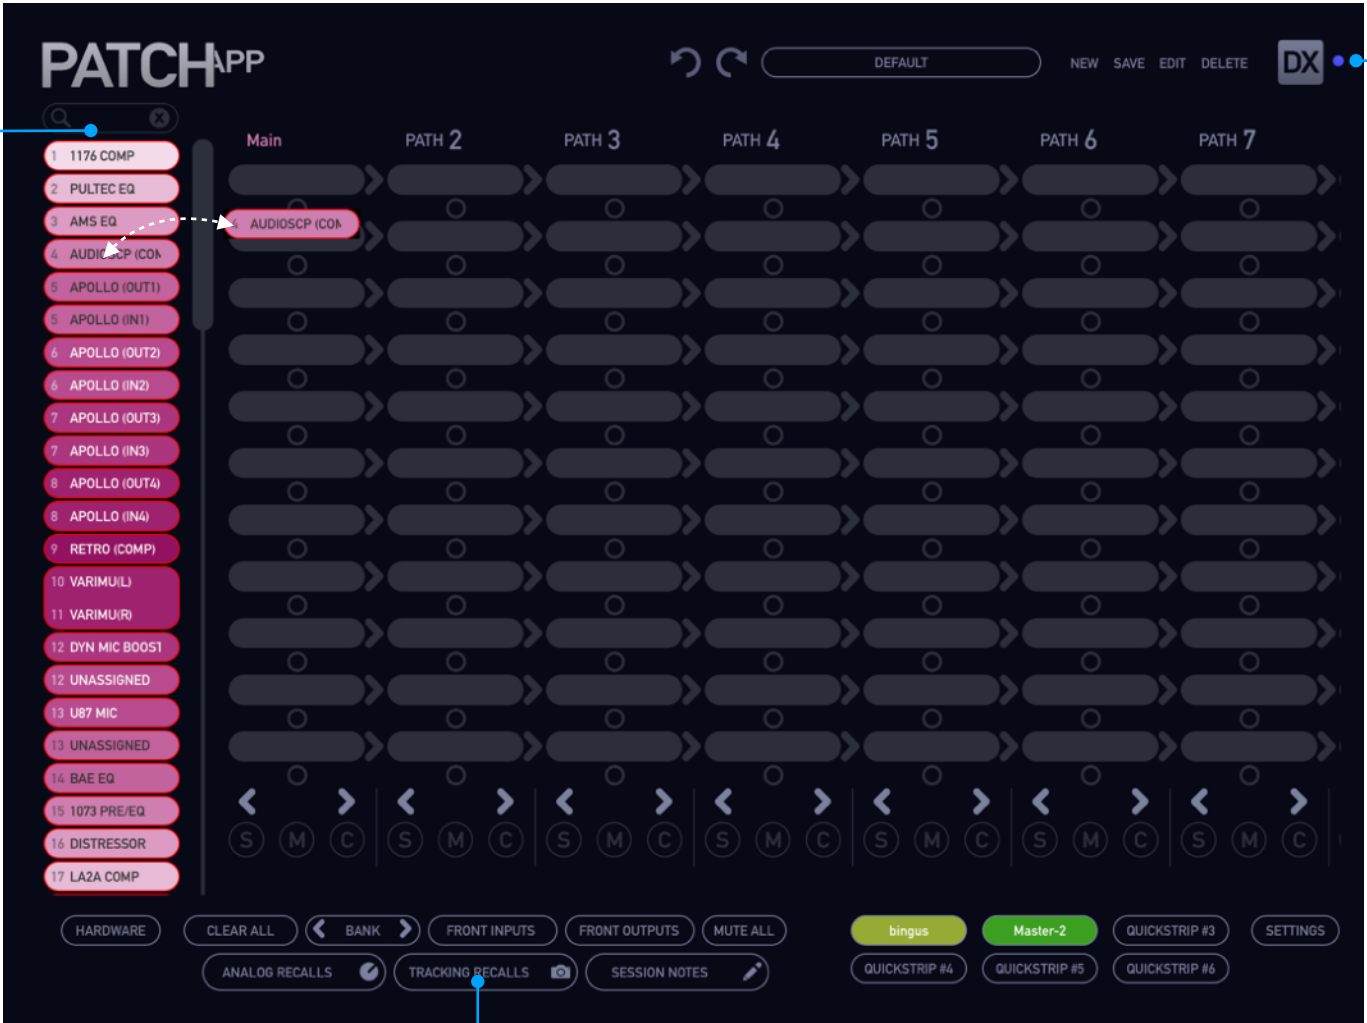 PATCHAPP
DEFAULT
NEW SAVE EDIT DELETE
DX
Main PATH 2 PATH 3 PATH 4 PATH 5 PATH 6 PATH 7
1 1176 COMP
2 PULTEC EQ
3 AMS EQ
AUDIOSCP (COM
4 AUDIOSCP (COM
5 APOLLO (OUT1)
5 APOLLO (IN1)
6 APOLLO (OUT2)
6 APOLLO (IN2)
7 APOLLO (OUT3)
7 APOLLO (IN3)
8 APOLLO (OUT4)
8 APOLLO (IN4)
9 RETRO (COMP)
10 VARIMU(L)
11 VARIMU(R)
12 DYN MIC BOOST
12 UNASSIGNED
13 U87 MIC
13 UNASSIGNED
14 BAE EQ
15 1073 PRE/EQ
16 DISTRESSOR
17 LA2A COMP
S M C S M C S M C S M C S M C S M C S M C
HARDWARE CLEAR ALL BANK FRONT INPUTS FRONT OUTPUTS MUTE ALL bingus Master-2 QUICKSTRIP #3 SETTINGS
ANALOG RECALLS TRACKING RECALLS SESSION NOTES QUICKSTRIP #4 QUICKSTRIP #5 QUICKSTRIP #6